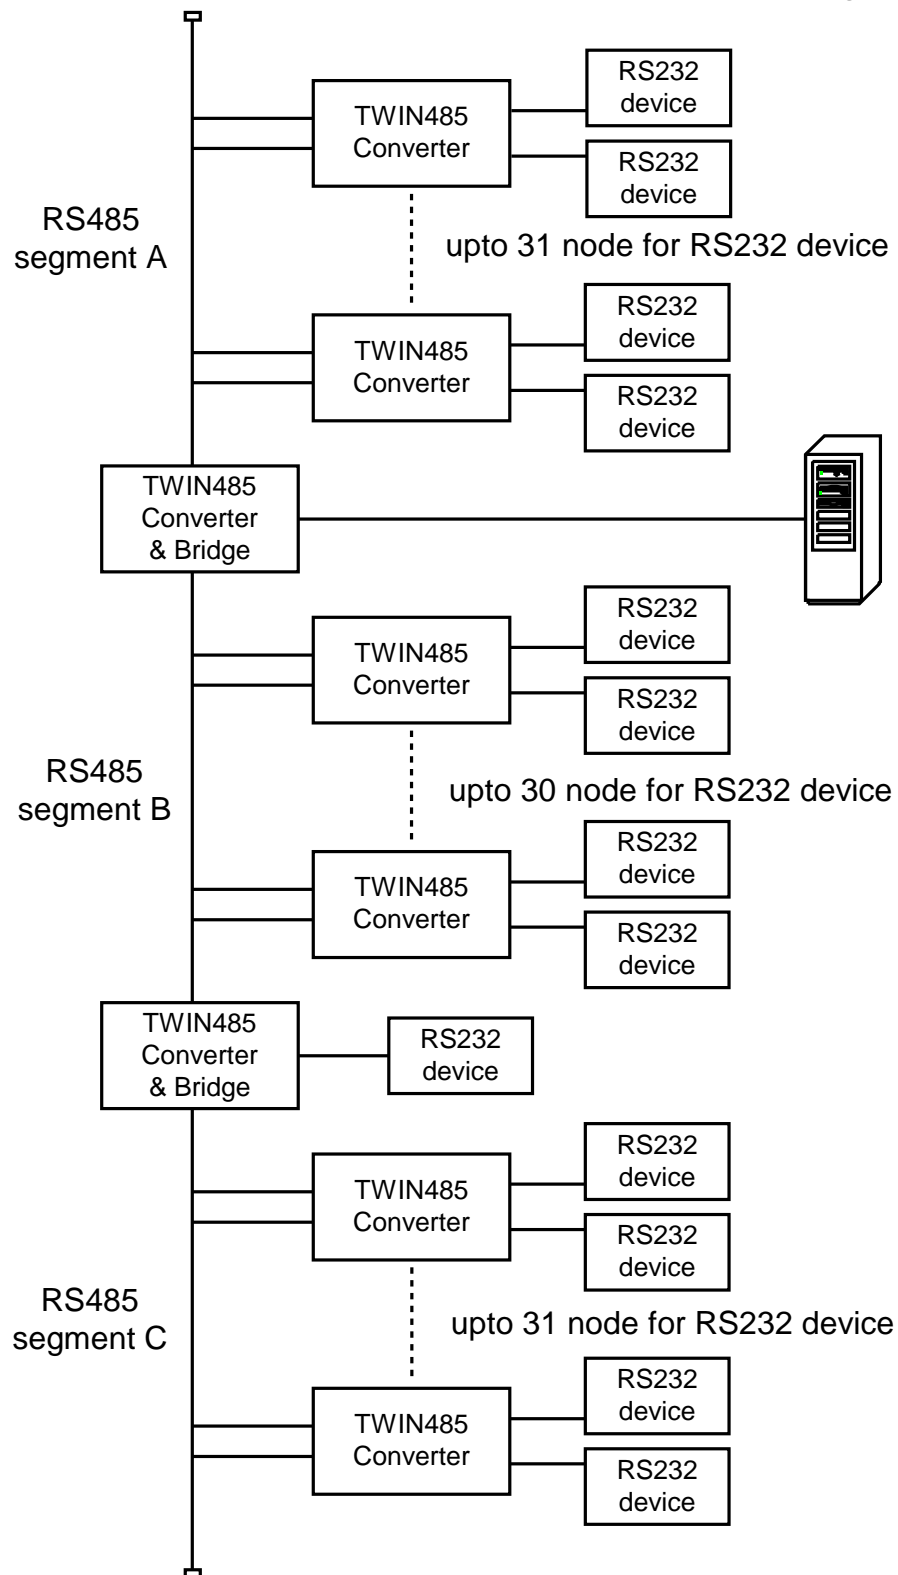 RS232
device
TWIN485
Converter
RS232
device
RS485
segment A
upto 31 node for RS232 device
RS232
device
TWIN485
Converter
RS232
device
TWIN485
Converter
& Bridge
RS232
device
TWIN485
Converter
RS232
device
RS485
segment B
upto 30 node for RS232 device
RS232
device
TWIN485
Converter
RS232
device
TWIN485
Converter
& Bridge
RS232
device
RS232
device
TWIN485
Converter
RS232
device
RS485
segment C
upto 31 node for RS232 device
RS232
device
TWIN485
Converter
RS232
device